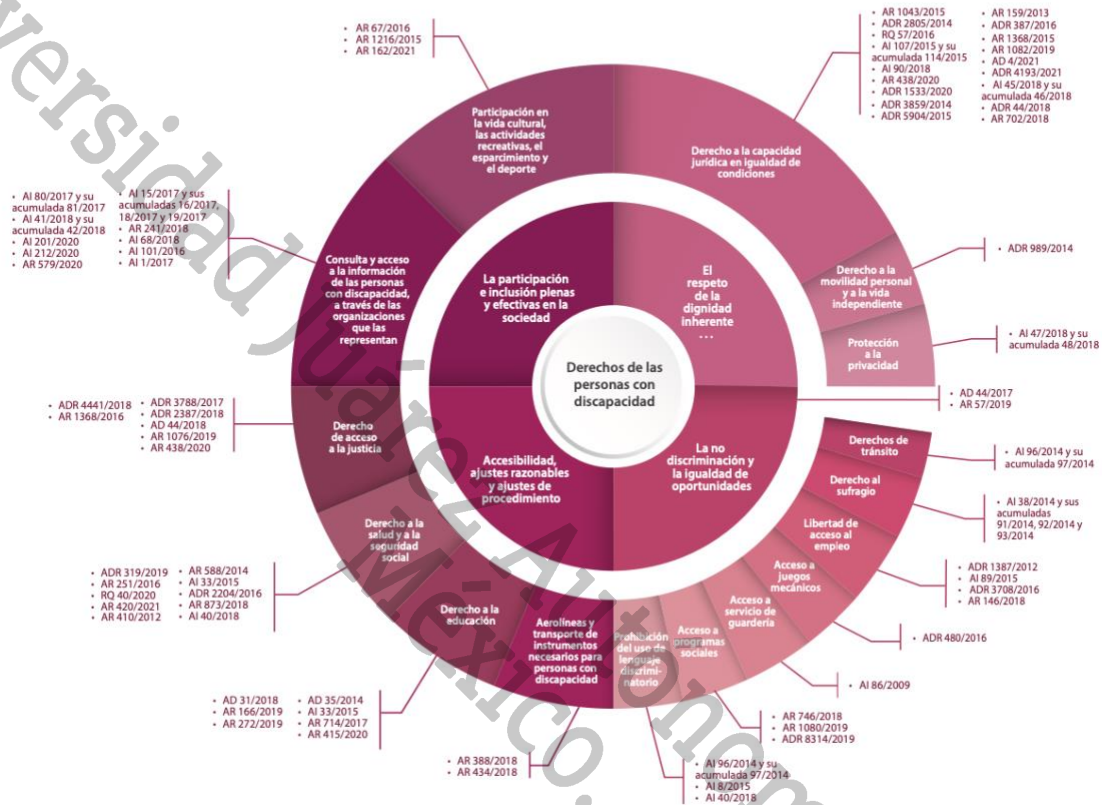 • AR 67/2016
• AR 1216/2015
• AR 162/2021
• AR 1043/2015
• ADR 2805/2014
• RQ 57/2016
• AI 107/2015 y su
acumulada 114/2015
• AI 90/2018
• AR 438/2020
• ADR 1533/2020
• ADR 3859/2014
• ADR 5904/2015
• AR 159/2013
• ADR 387/2016
• AR 1368/2015
• AR 1082/2019
• AD 4/2021
• ADR 4193/2021
• AI 45/2018 y su
acumulada 46/2018
• ADR 44/2018
• AR 702/2018
Participación en
la vida cultural,
las actividades
recreativas, el
esparcimiento y
el deporte
Derecho a la capacidad
jurídica en igualdad de
condiciones
• AI 80/2017 y su
acumulada 81/2017
• AI 41/2018 y su
acumulada 42/2018
• AI 201/2020
• AI 212/2020
• AR 579/2020
• AI 15/2017 y sus
acumuladas 16/2017,
18/2017 y 19/2017
• AR 241/2018
• AI 68/2018
• AI 101/2016
• AI 1/2017
Consulta y acceso
a la información
de las personas
con discapacidad,
a través de las
organizaciones
que las
representan
La participación
e inclusión plenas
y efectivas en la
sociedad
El
respeto
de la
dignidad
inherente
...
Derecho a la
movilidad personal
y a la vida
independiente
• ADR 989/2014
Protección
a la
privacidad
• AI 47/2018 y su
acumulada 48/2018
Derechos de las
personas con
discapacidad
• AD 44/2017
• AR 57/2019
• ADR 4441/2018
• AR 1368/2016
• ADR 3788/2017
• ADR 2387/2018
• AD 44/2018
• AR 1076/2019
• AR 438/2020
Derecho
de acceso
a la justicia
Accesibilidad,
ajustes razonables
y ajustes de
procedimiento
La no
discriminación y
la igualdad de
oportunidades
Derechos de
tránsito
• AI 96/2014 y su
acumulada 97/2014
Derecho al
sufragio
• AI 38/2014 y sus
acumuladas
91/2014, 92/2014 y
93/2014
Libertad de
acceso al
empleo
• ADR 1387/2012
• AI 89/2015
• ADR 3708/2016
• AR 146/2018
Derecho a la
salud y a la
seguridad
social
• ADR 319/2019
• AR 251/2016
• RQ 40/2020
• AR 420/2021
• AR 410/2012
• AR 588/2014
• AI 33/2015
• ADR 2204/2016
• AR 873/2018
• AI 40/2018
Acceso a
juegos
mecánicos
• ADR 480/2016
Acceso a
servicio de
guardería
• AI 86/2009
Derecho a la
educación
• AD 31/2018
• AR 166/2019
• AR 272/2019
• AD 35/2014
• AI 33/2015
• AR 714/2017
• AR 415/2020
Aerolíneas y
transporte de
instrumentos
necesarios para
personas con
discapacidad
• AR 388/2018
• AR 434/2018
Prohibición
del uso de
lenguaje
discrimi-
natorio
• AI 96/2014 y su
acumulada 97/2014
• AI 8/2015
• AI 40/2018
Acceso a
programas
sociales
• AR 746/2018
• AR 1080/2019
• ADR 8314/2019
versidad Juárez Autónom
México.